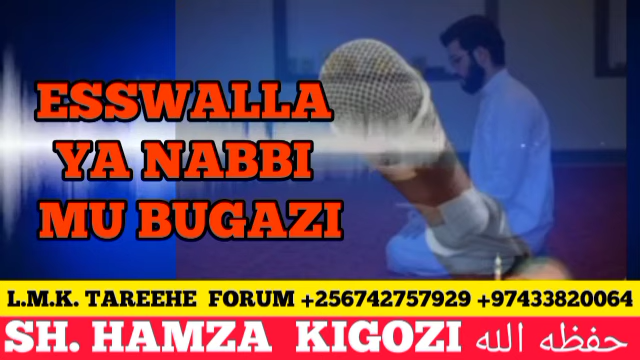 ESSWALLA
YA NABBI
MU BUGAZI
L.M.K. TAREEHE FORUM +256742757929 +97433820064
SH. HAMZA KIGOZI حفظه الله